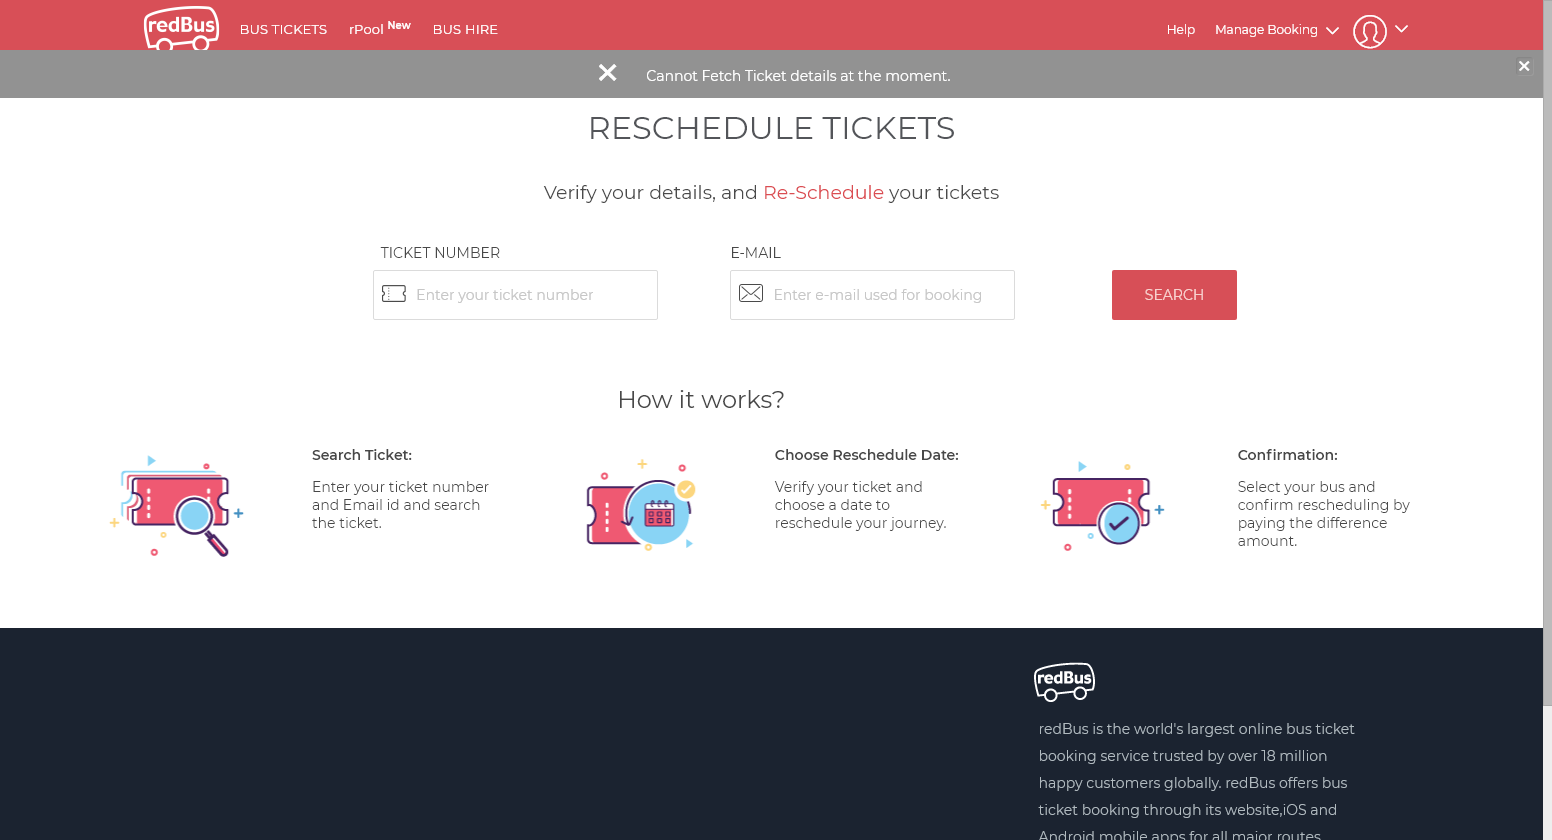 redBus
BUS TICKETS
rPool New
BUS HIRE
Help
Manage Booking
Cannot Fetch Ticket details at the moment.
RESCHEDULE TICKETS
Verify your details, and Re-Schedule your tickets
TICKET NUMBER
Enter your ticket number
E-MAIL
Enter e-mail used for booking
SEARCH
How it works?
Search Ticket:
Enter your ticket number
and Email id and search
the ticket.
Choose Reschedule Date:
Verify your ticket and
choose a date to
reschedule your journey.
Confirmation:
Select your bus and
confirm rescheduling by
paying the difference
amount.
redBus
redBus is the world's largest online bus ticket
booking service trusted by over 18 million
happy customers globally. redBus offers bus
ticket booking through its website,iOS and
Android mobile apps for all major routes